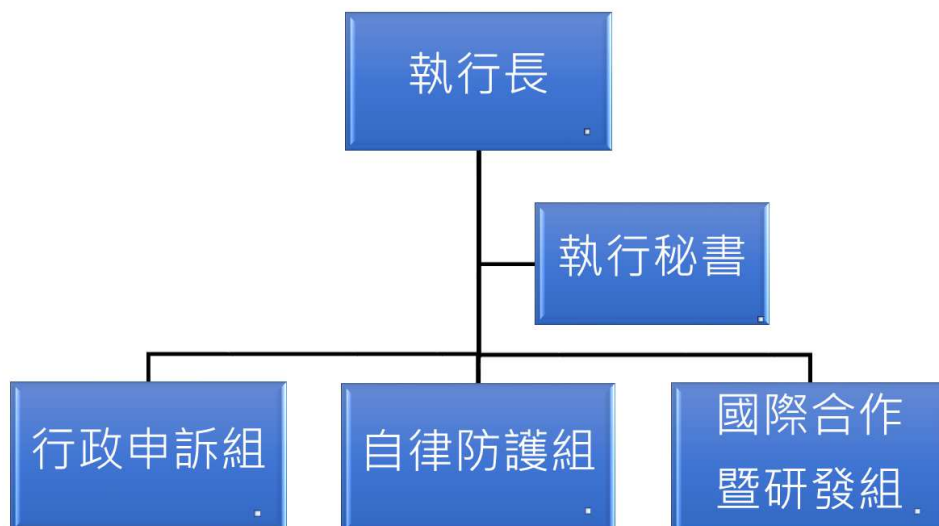 執行長
執行秘書
行政申訴組
自律防護組
國際合作
暨研發組